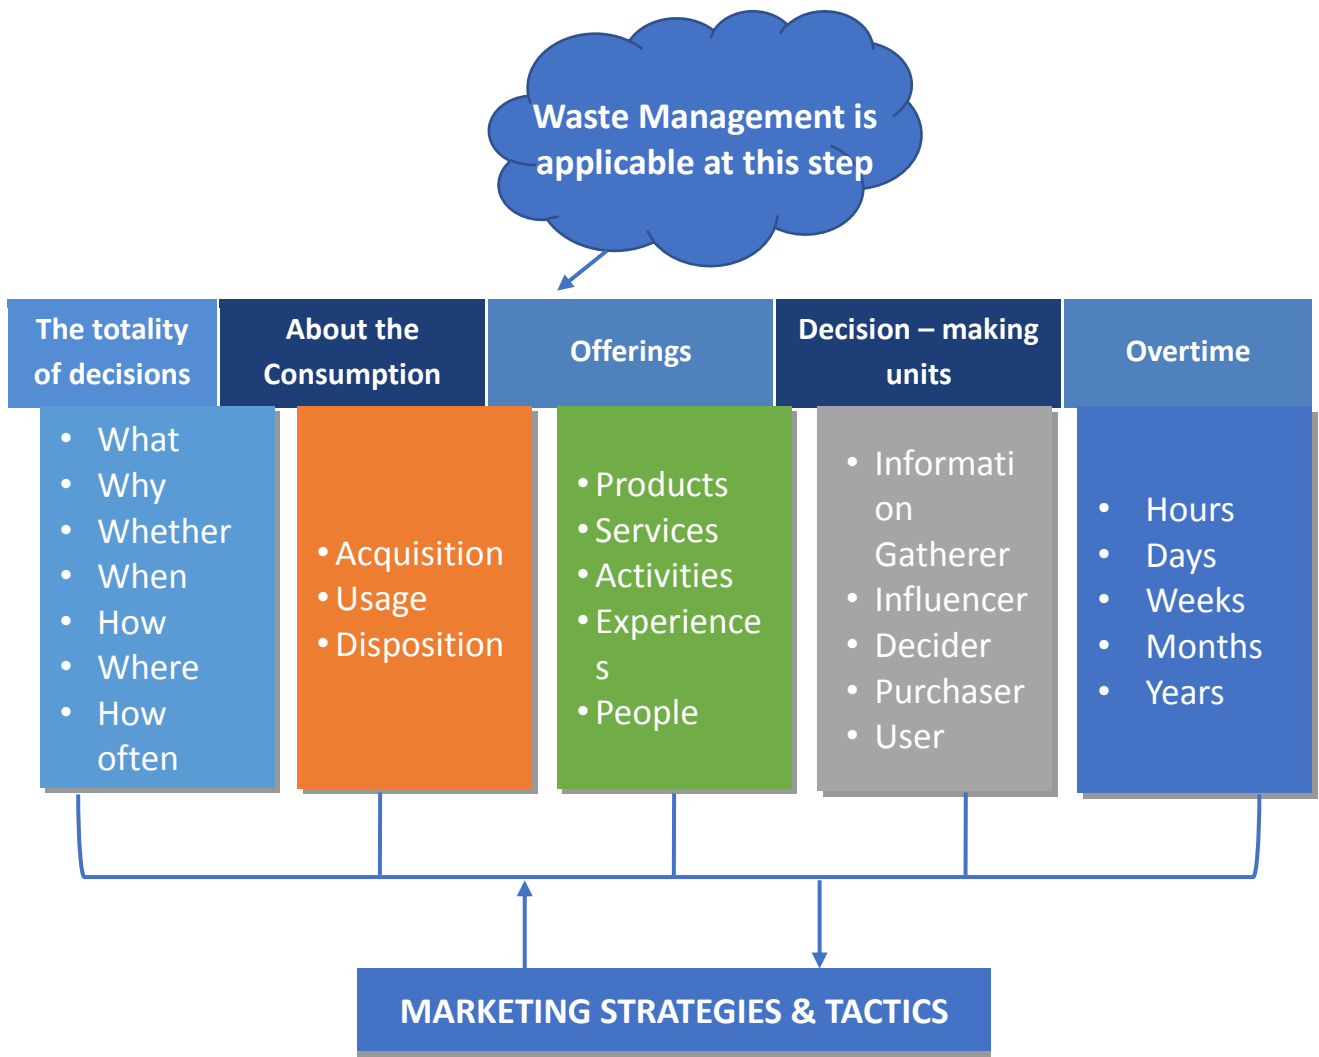 Waste Management is
applicable at this step
The totality
of decisions
About the
Consumption
Offerings
Decision – making
units
Overtime
• What
• Why
• Whether
• When
• How
• Where
• How
often
• Acquisition
• Usage
• Disposition
• Products
• Services
• Activities
• Experience
s
• People
• Informati
on
Gatherer
• Influencer
• Decider
• Purchaser
• User
• Hours
• Days
• Weeks
• Months
• Years
MARKETING STRATEGIES & TACTICS